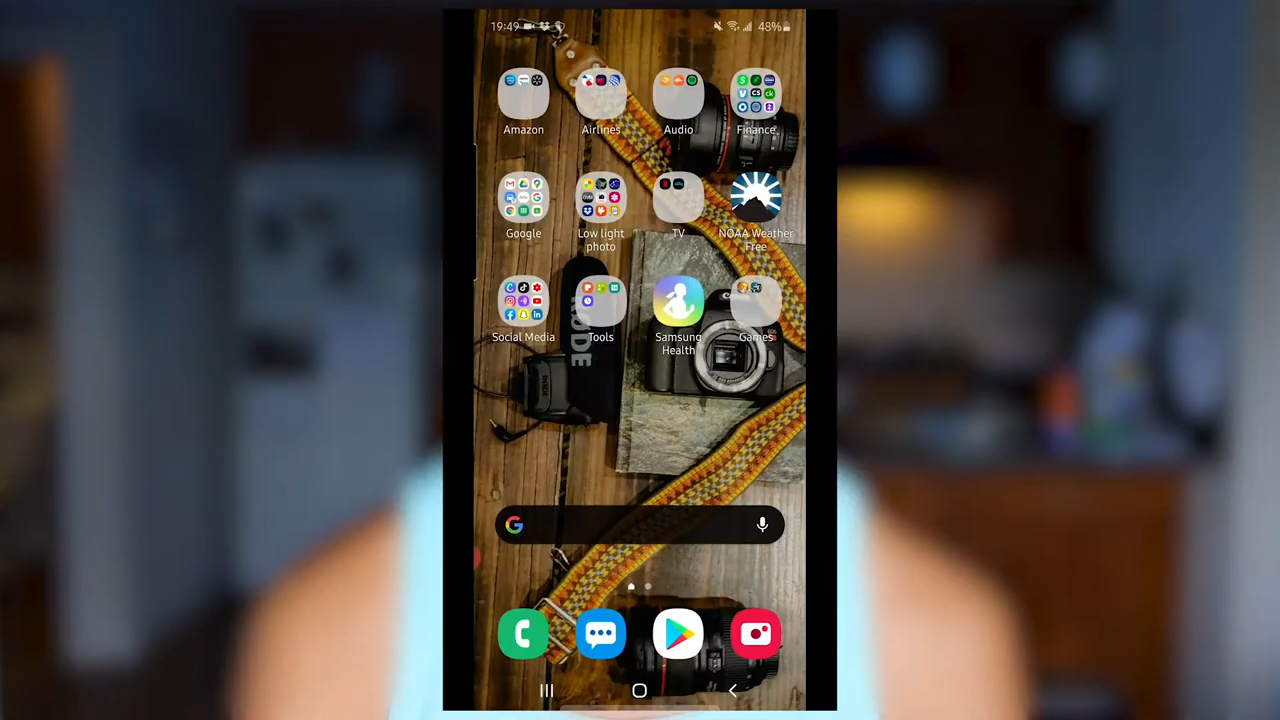 19:49 48%
Amazon Airlines Audio Finance
Google Low light photo TV NOAA Weather Free
Social Media Tools Samsung Health Games
RØDE